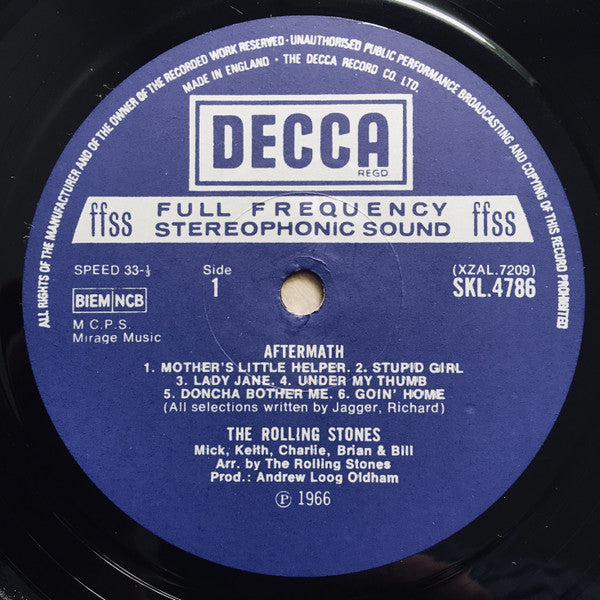 ALL RIGHTS OF THE MANUFACTURER AND OF THE OWNER OF THE RECORDED WORK RESERVED · UNAUTHORISED PUBLIC PERFORMANCE BROADCASTING AND COPYING OF THIS RECORD PROHIBITED
MADE IN ENGLAND · THE DECCA RECORD CO. LTD.
DECCA
REGD
ffss FULL FREQUENCY STEREOPHONIC SOUND ffss
SPEED 33-⅓ Side (XZAL.7209)
1 SKL.4786
BIEM NCB
M C.P.S.
Mirage Music
AFTERMATH
1. MOTHER'S LITTLE HELPER. 2. STUPID GIRL
3. LADY JANE. 4. UNDER MY THUMB
5. DONCHA BOTHER ME. 6. GOIN' HOME
(All selections written by Jagger, Richard)
THE ROLLING STONES
Mick, Keith, Charlie, Brian & Bill
Arr. by The Rolling Stones
Prod.: Andrew Loog Oldham
℗ 1966